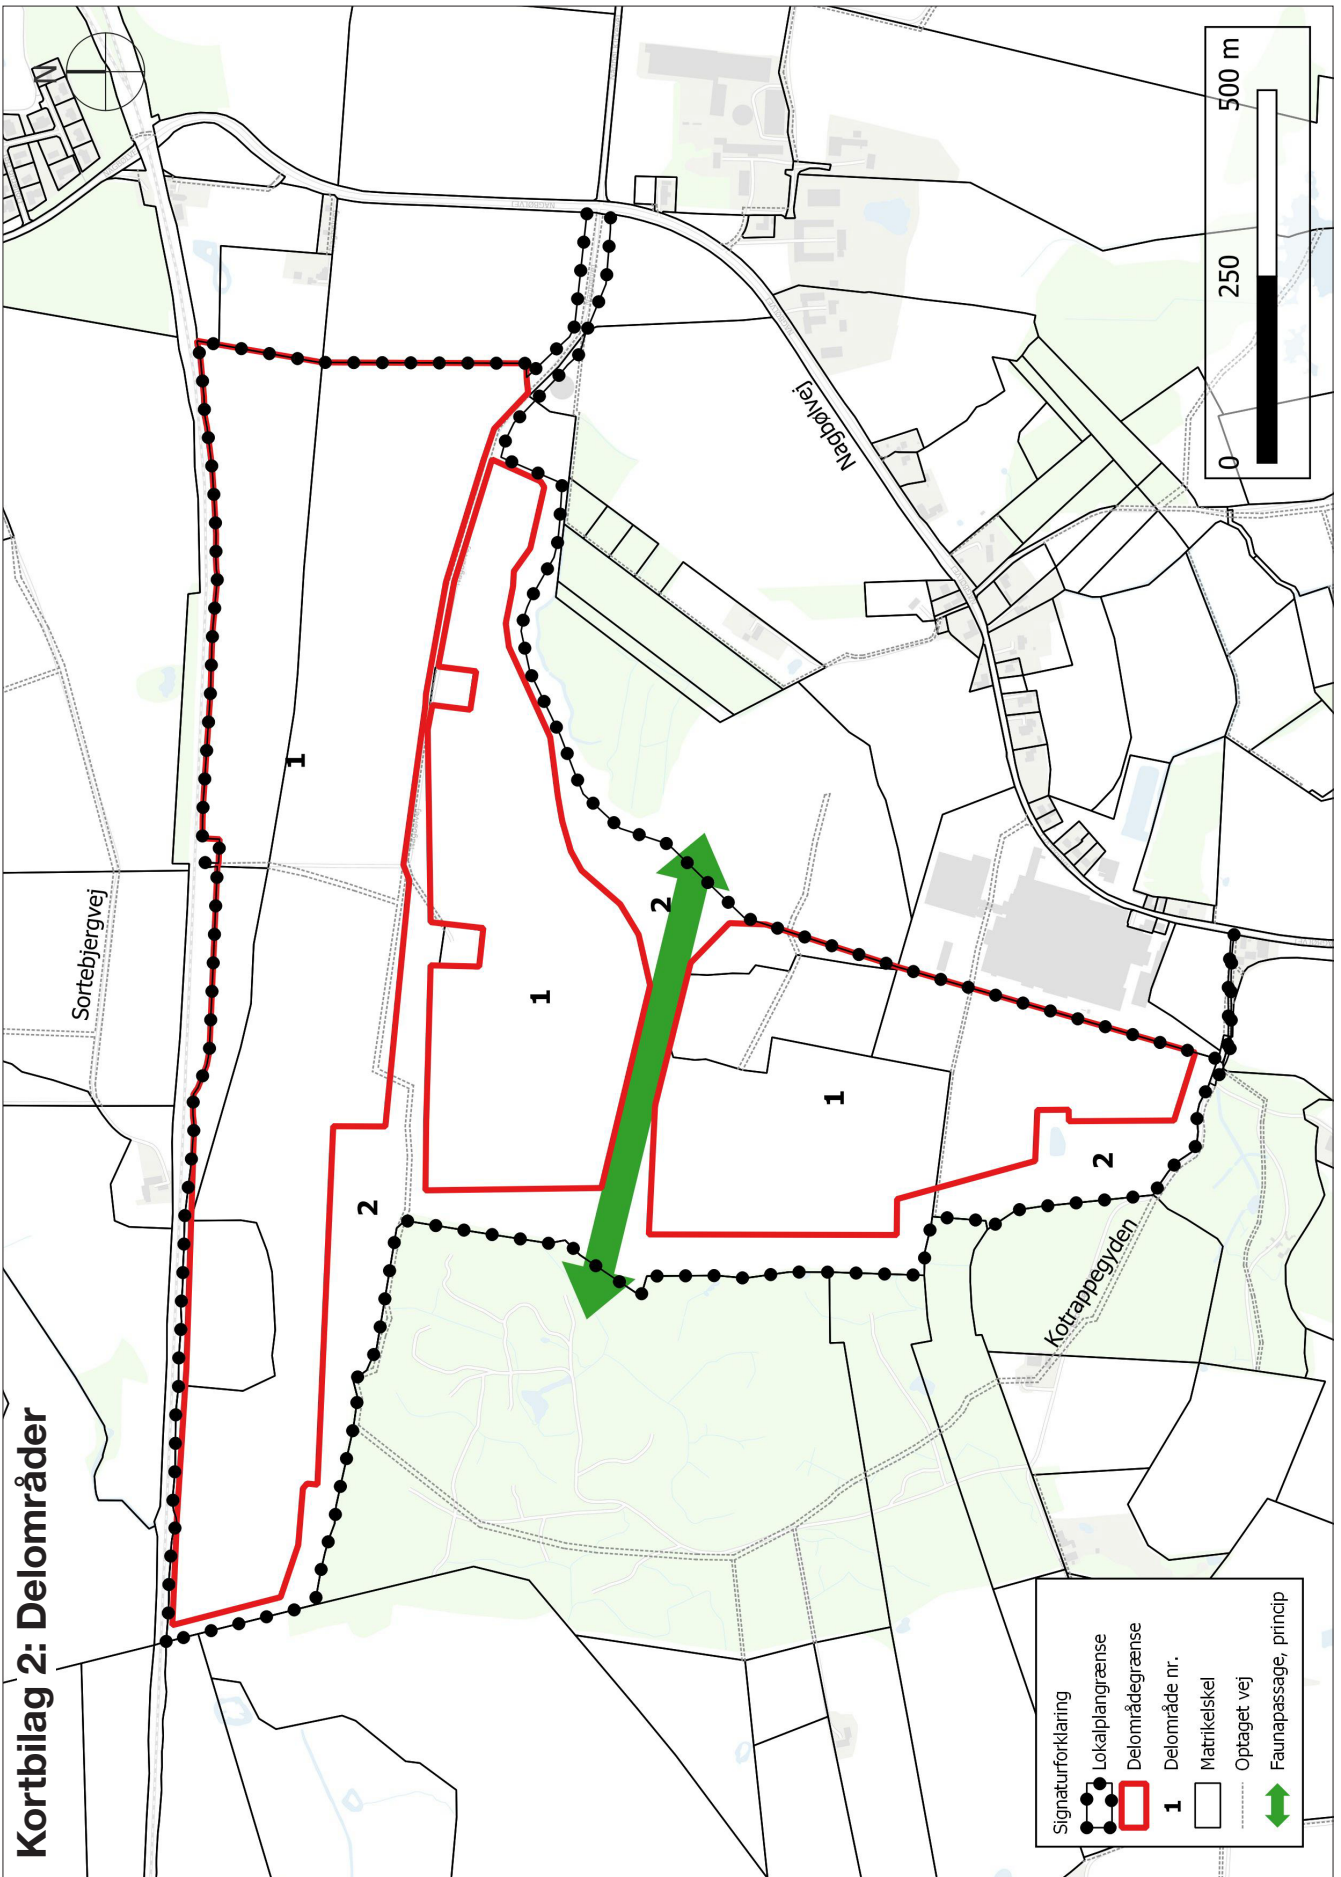 Kortbilag 2: Delområder
N
Sortebjergvej
NAGBØLVEJ
Nagbølvej
Kotrappegyden
1
1
1
2
2
2
0 250 500 m
Signaturforklaring
Lokalplangrænse
Delområdegrænse
1 Delområde nr.
Matrikelskel
Optaget vej
Faunapassage, princip